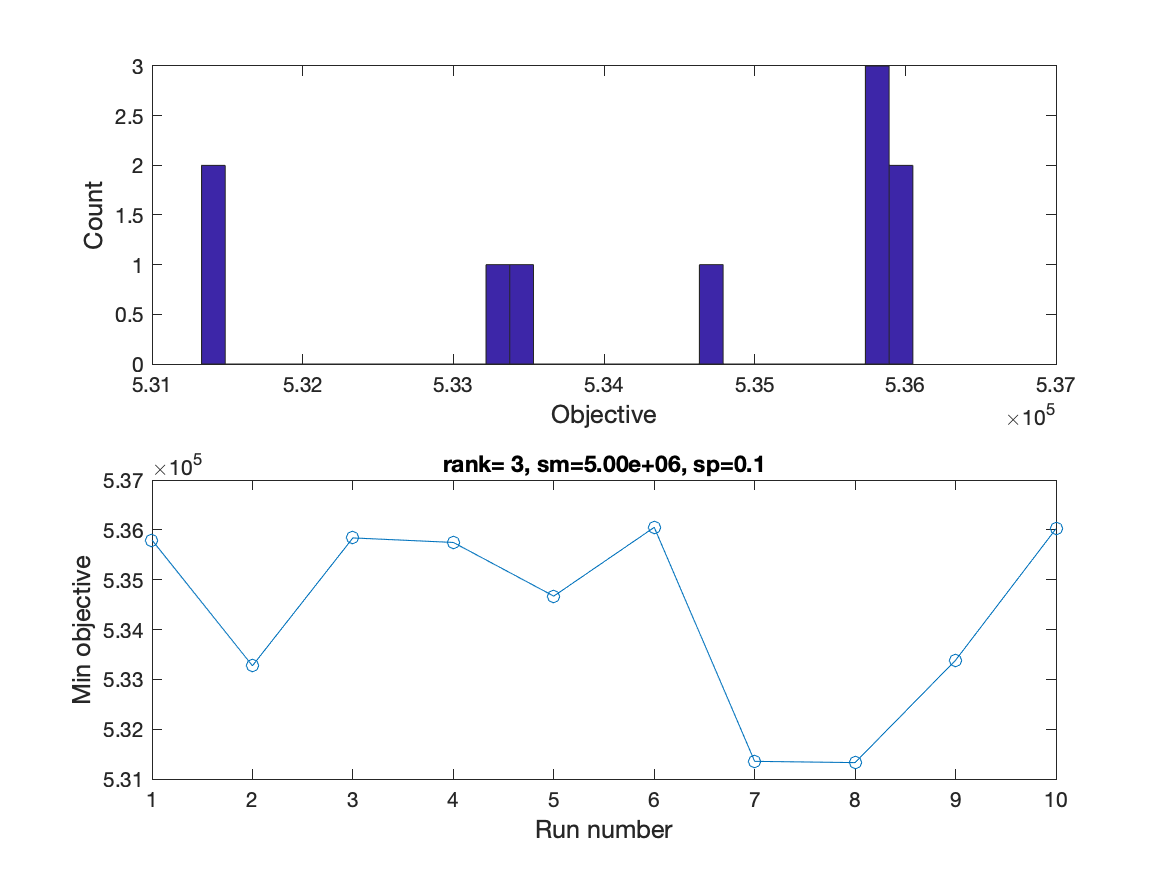 3
2.5
2
1.5
1
0.5
0
Count
5.31 5.32 5.33 5.34 5.35 5.36 5.37
Objective
×10^5
rank= 3, sm=5.00e+06, sp=0.1
×10^5
5.37
5.36
5.35
5.34
5.33
5.32
5.31
Min objective
1 2 3 4 5 6 7 8 9 10
Run number